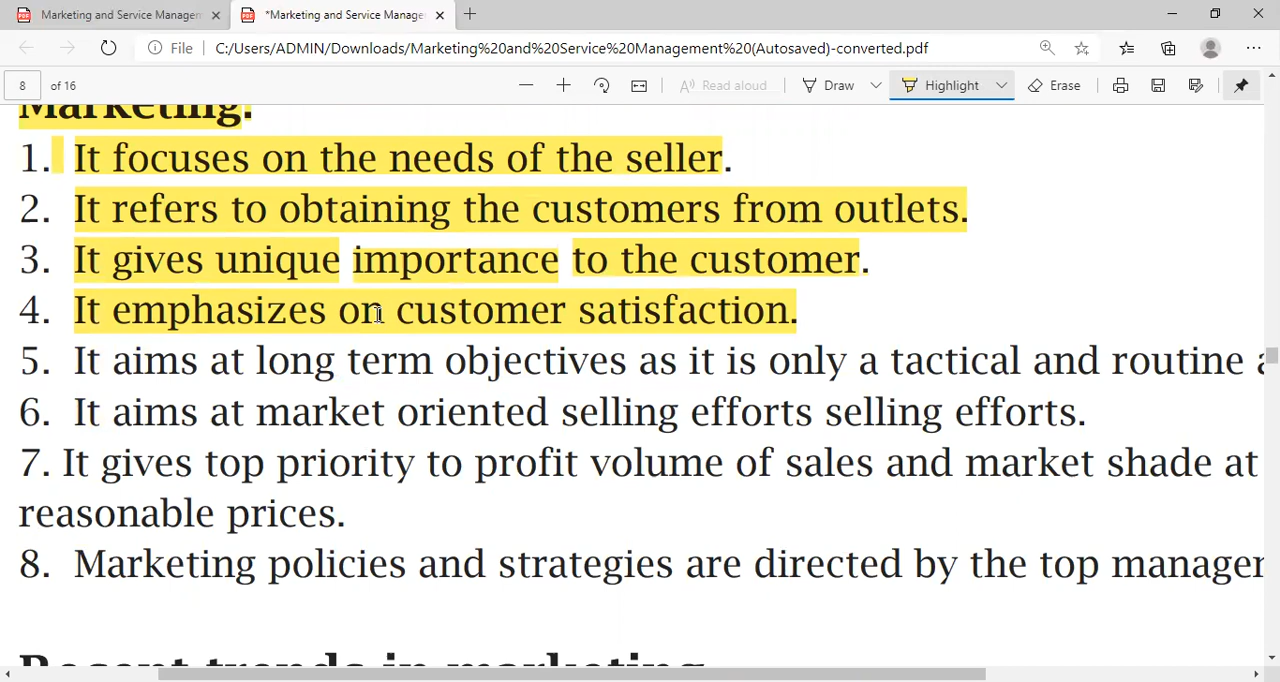 Marketing and Service Managem
*Marketing and Service Manage
File
C:/Users/ADMIN/Downloads/Marketing%20and%20Service%20Management%20(Autosaved)-converted.pdf
8 of 16
A Read aloud
Draw
Highlight
Erase
Marketing.
1. It focuses on the needs of the seller.
2. It refers to obtaining the customers from outlets.
3. It gives unique importance to the customer.
4. It emphasizes on customer satisfaction.
5. It aims at long term objectives as it is only a tactical and routine a
6. It aims at market oriented selling efforts selling efforts.
7. It gives top priority to profit volume of sales and market shade at
reasonable prices.
8. Marketing policies and strategies are directed by the top manager
Recent trends in marketing